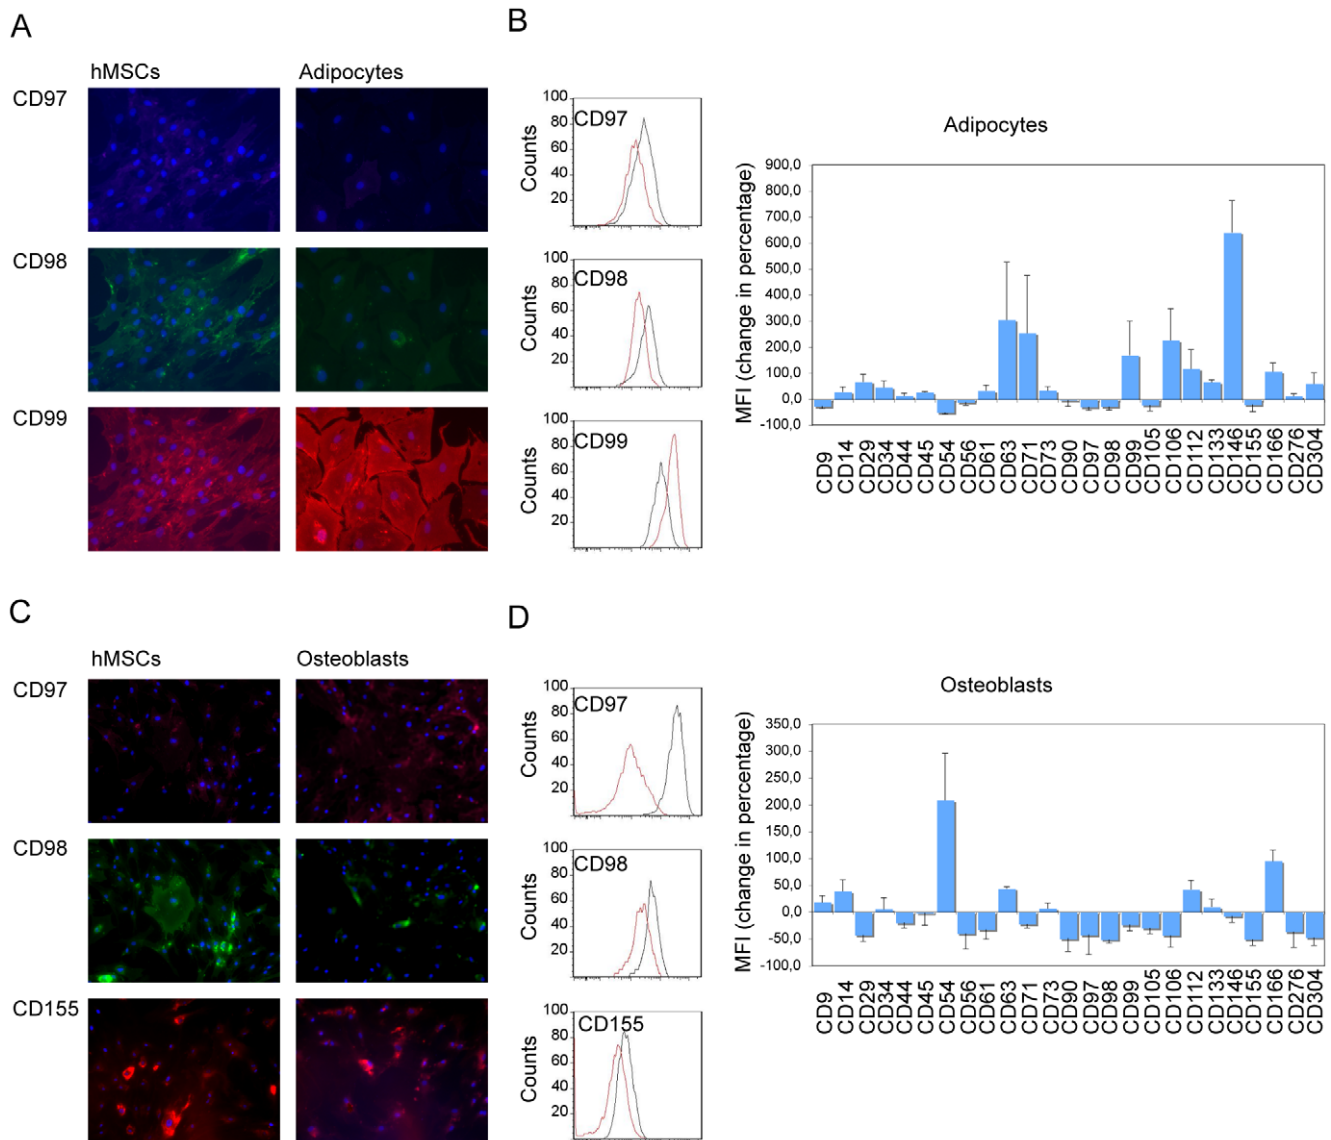 A
hMSCs
Adipocytes
CD97
CD98
CD99
B
100
80
60
40
20
Counts
CD97
100
80
60
40
20
Counts
CD98
100
80
60
40
20
Counts
CD99
Adipocytes
MFI (change in percentage)
900,0
800,0
700,0
600,0
500,0
400,0
300,0
200,0
100,0
0,0
-100,0
CD9
CD14
CD29
CD34
CD44
CD45
CD54
CD56
CD61
CD63
CD71
CD73
CD90
CD97
CD98
CD99
CD105
CD106
CD112
CD133
CD146
CD155
CD166
CD276
CD304
C
hMSCs
Osteoblasts
CD97
CD98
CD155
D
100
80
60
40
20
Counts
CD97
100
80
60
40
20
Counts
CD98
100
80
60
40
20
Counts
CD155
Osteoblasts
MFI (change in percentage)
350,0
300,0
250,0
200,0
150,0
100,0
50,0
0,0
-50,0
-100,0
CD9
CD14
CD29
CD34
CD44
CD45
CD54
CD56
CD61
CD63
CD71
CD73
CD90
CD97
CD98
CD99
CD105
CD106
CD112
CD133
CD146
CD155
CD166
CD276
CD304